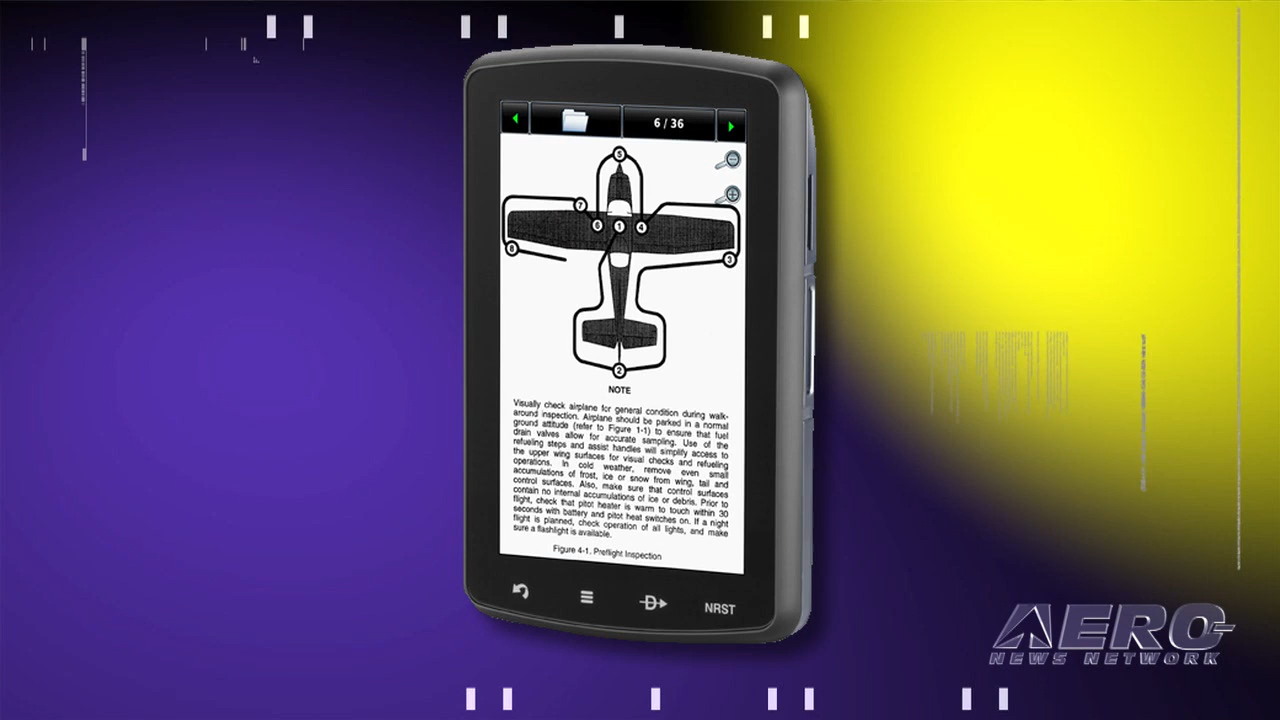 6 / 36
5
7
6
1
4
8
3
2
NOTE
Visually check airplane for general condition during walk-
around inspection. Airplane should be parked in a normal
ground attitude (refer to Figure 1-1) to ensure that fuel
drain valves allow for accurate sampling. Use of the
refueling steps and assist handles will simplify access to
the upper wing surfaces for visual checks and refueling
operations. In cold weather, remove even small
accumulations of frost, ice or snow from wing, tail and
control surfaces. Also, make sure that control surfaces
contain no internal accumulations of ice or debris. Prior to
flight, check that pitot heater is warm to touch within 30
seconds with battery and pitot heat switches on. If a night
flight is planned, check operation of all lights, and make
sure a flashlight is available.
Figure 4-1. Preflight Inspection
D
NRST
AERO
NEWS NETWORK